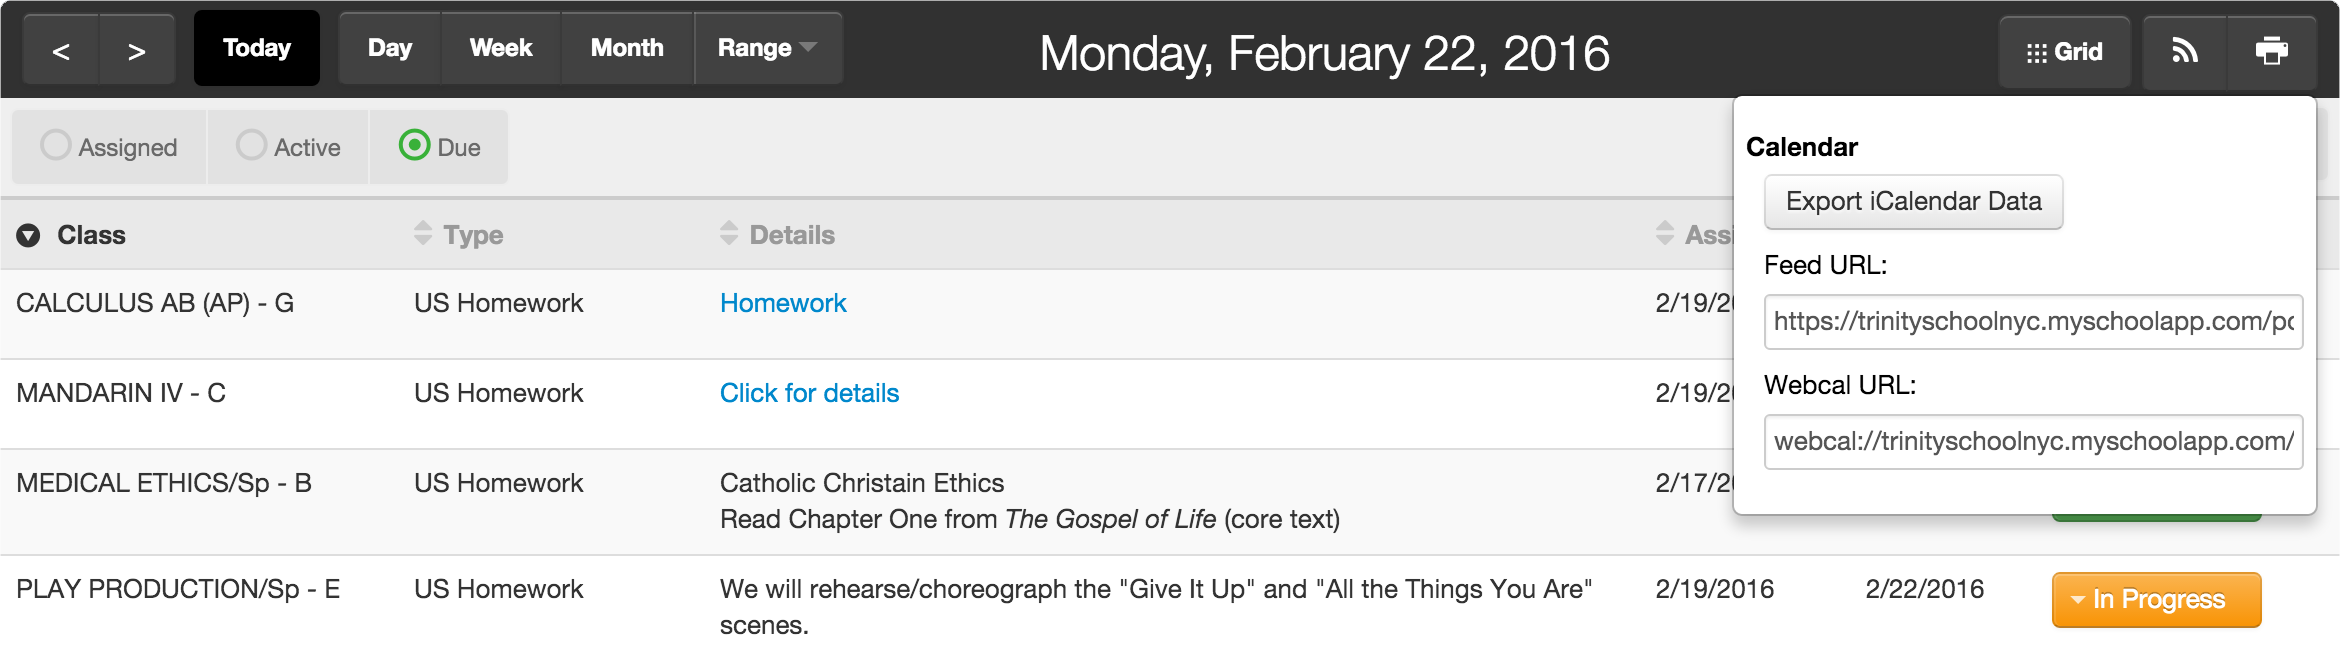 < > Today Day Week Month Range Monday, February 22, 2016 Grid
Assigned Active Due
Calendar
Export iCalendar Data
Feed URL:
https://trinityschoolnyc.myschoolapp.com/po
Webcal URL:
webcal://trinityschoolnyc.myschoolapp.com/
Class Type Details Assi
CALCULUS AB (AP) - G US Homework Homework 2/19/20
MANDARIN IV - C US Homework Click for details 2/19/20
MEDICAL ETHICS/Sp - B US Homework Catholic Christain Ethics 2/17/20
Read Chapter One from The Gospel of Life (core text)
PLAY PRODUCTION/Sp - E US Homework We will rehearse/choreograph the "Give It Up" and "All the Things You Are" 2/19/2016 2/22/2016 In Progress
scenes.